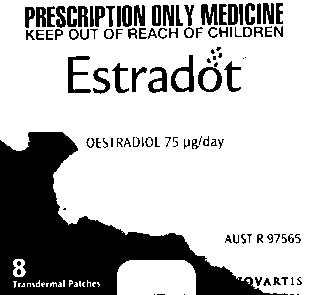 PRESCRIPTION ONLY MEDICINE
KEEP OUT OF REACH OF CHILDREN
Estradot
OESTRADIOL 75 µg/day
AUST R 97565
8
Transdermal Patches